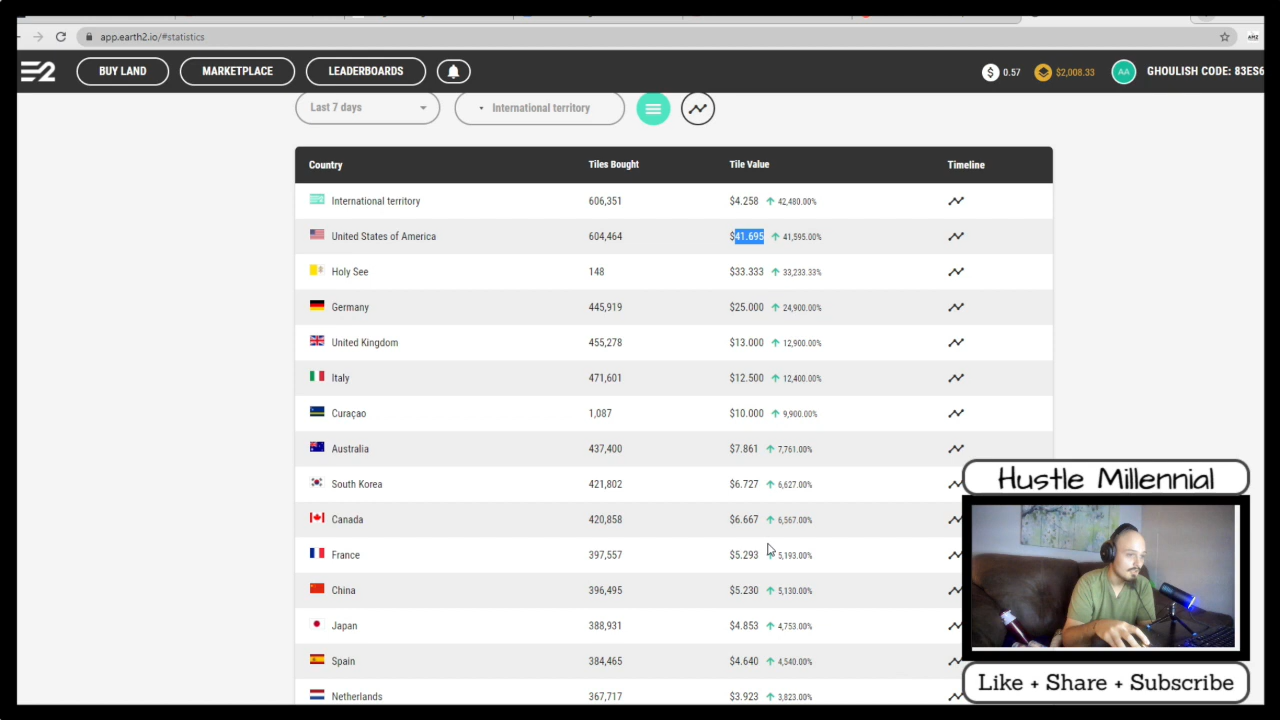 app.earth2.io/#statistics
E2 BUY LAND MARKETPLACE LEADERBOARDS $ 0.57 $2,008.33 AA GHOULISH CODE: 83ES6
Last 7 days International territory
Country Tiles Bought Tile Value Timeline
International territory 606,351 $4.258 42,480.00%
United States of America 604,464 $41.695 41,595.00%
Holy See 148 $33.333 33,233.33%
Germany 445,919 $25.000 24,900.00%
United Kingdom 455,278 $13.000 12,900.00%
Italy 471,601 $12.500 12,400.00%
Curaçao 1,087 $10.000 9,900.00%
Australia 437,400 $7.861 7,761.00%
South Korea 421,802 $6.727 6,627.00%
Canada 420,858 $6.667 6,567.00%
France 397,557 $5.293 5,193.00%
China 396,495 $5.230 5,130.00%
Japan 388,931 $4.853 4,753.00%
Spain 384,465 $4.640 4,540.00%
Netherlands 367,717 $3.923 3,823.00%
Hustle Millennial
Like + Share + Subscribe